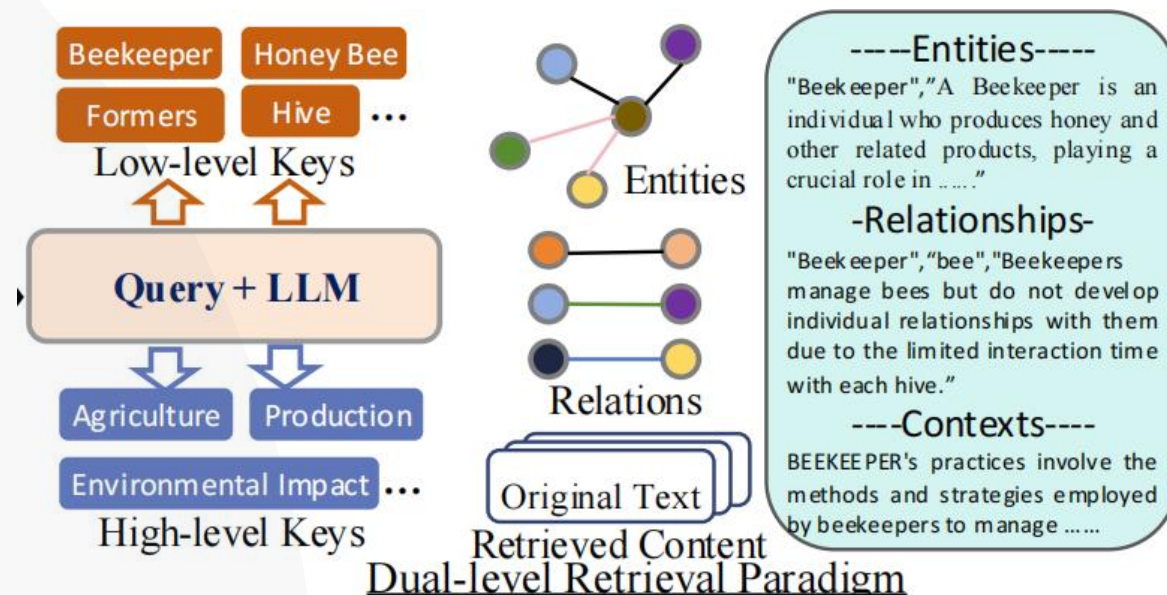 Beekeeper
Honey Bee
Formers
Hive
...
Low-level Keys
Query + LLM
Agriculture
Production
Environmental Impact
...
High-level Keys
Entities
Relations
Original Text
Retrieved Content
Dual-level Retrieval Paradigm
-----Entities-----
"Beekeeper",”A Beekeeper is an
individual who produces honey and
other related products, playing a
crucial role in .....”
-Relationships-
"Beekeeper",“bee”,"Beekeepers
manage bees but do not develop
individual relationships with them
due to the limited interaction time
with each hive.”
----Contexts----
BEEKEEPER's practices involve the
methods and strategies employed
by beekeepers to manage ......